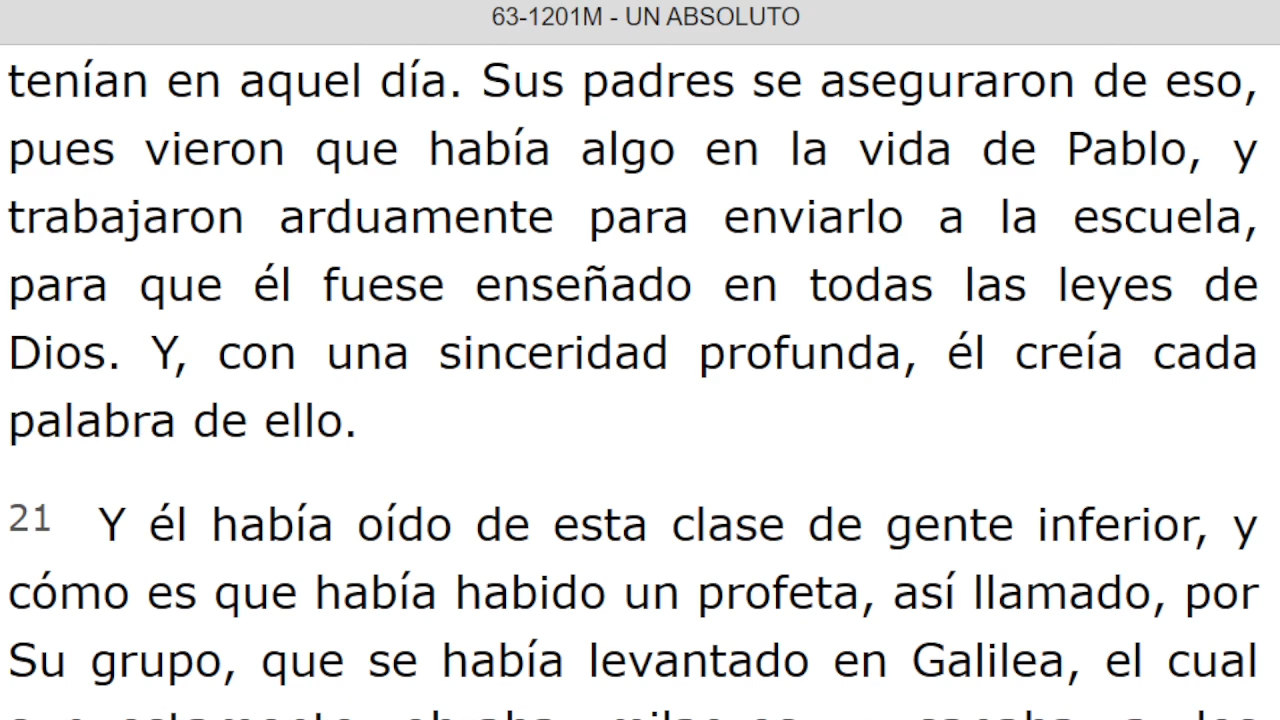 63-1201M - UN ABSOLUTO
tenían en aquel día. Sus padres se aseguraron de eso,
pues vieron que había algo en la vida de Pablo, y
trabajaron arduamente para enviarlo a la escuela,
para que él fuese enseñado en todas las leyes de
Dios. Y, con una sinceridad profunda, él creía cada
palabra de ello.
21 Y él había oído de esta clase de gente inferior, y
cómo es que había habido un profeta, así llamado, por
Su grupo, que se había levantado en Galilea, el cual